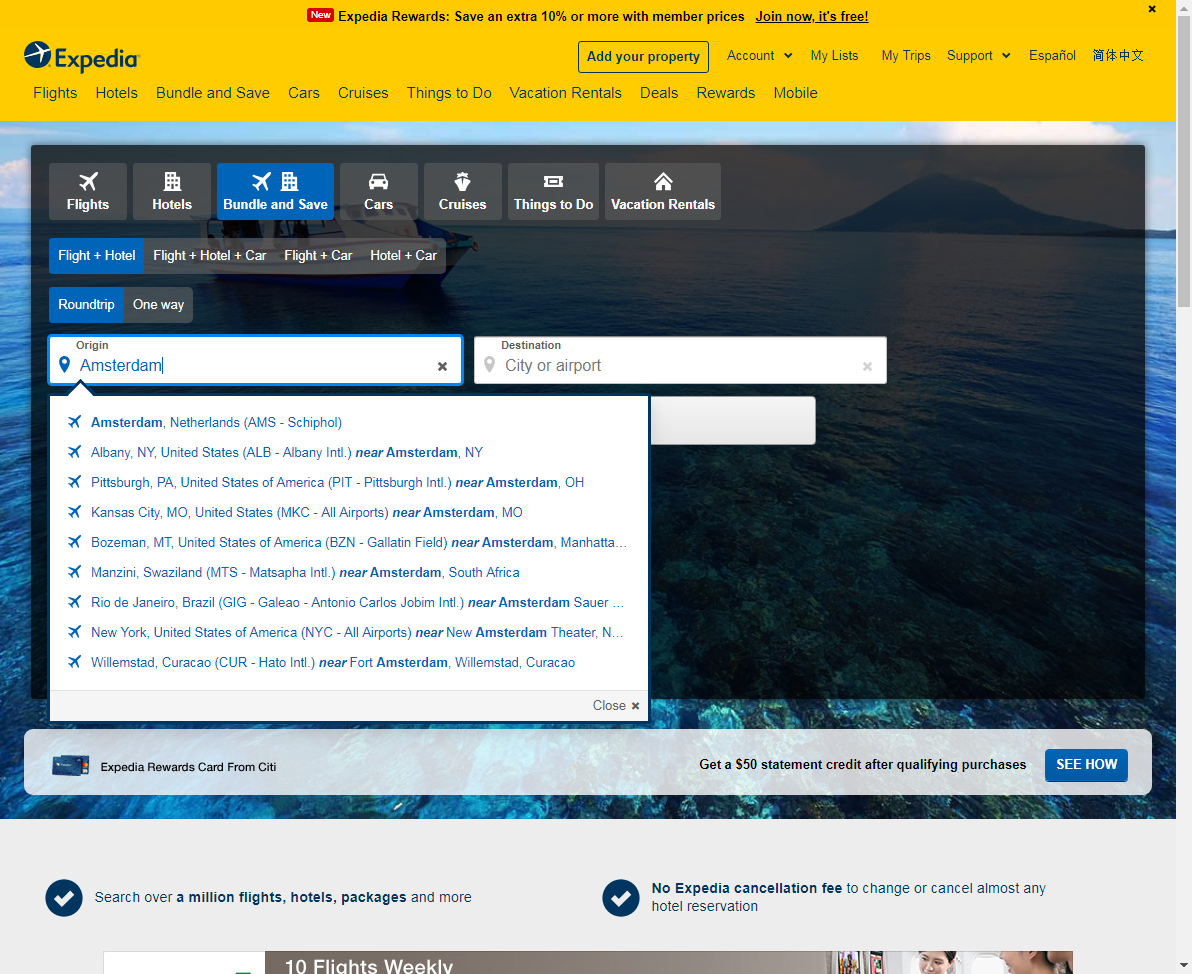 New Expedia Rewards: Save an extra 10% or more with member prices Join now, it's free!
Expedia
Add your property Account My Lists My Trips Support Español 简体中文
Flights Hotels Bundle and Save Cars Cruises Things to Do Vacation Rentals Deals Rewards Mobile
Flights Hotels Bundle and Save Cars Cruises Things to Do Vacation Rentals
Flight + Hotel Flight + Hotel + Car Flight + Car Hotel + Car
Roundtrip One way
Origin Destination
Amsterdam City or airport
Amsterdam, Netherlands (AMS - Schiphol)
Albany, NY, United States (ALB - Albany Intl.) near Amsterdam, NY
Pittsburgh, PA, United States of America (PIT - Pittsburgh Intl.) near Amsterdam, OH
Kansas City, MO, United States (MKC - All Airports) near Amsterdam, MO
Bozeman, MT, United States of America (BZN - Gallatin Field) near Amsterdam, Manhatta...
Manzini, Swaziland (MTS - Matsapha Intl.) near Amsterdam, South Africa
Rio de Janeiro, Brazil (GIG - Galeao - Antonio Carlos Jobim Intl.) near Amsterdam Sauer ...
New York, United States of America (NYC - All Airports) near New Amsterdam Theater, N...
Willemstad, Curacao (CUR - Hato Intl.) near Fort Amsterdam, Willemstad, Curacao
Close
Expedia Rewards Card From Citi Get a $50 statement credit after qualifying purchases SEE HOW
Search over a million flights, hotels, packages and more
No Expedia cancellation fee to change or cancel almost any
hotel reservation
10 Flights Weekly